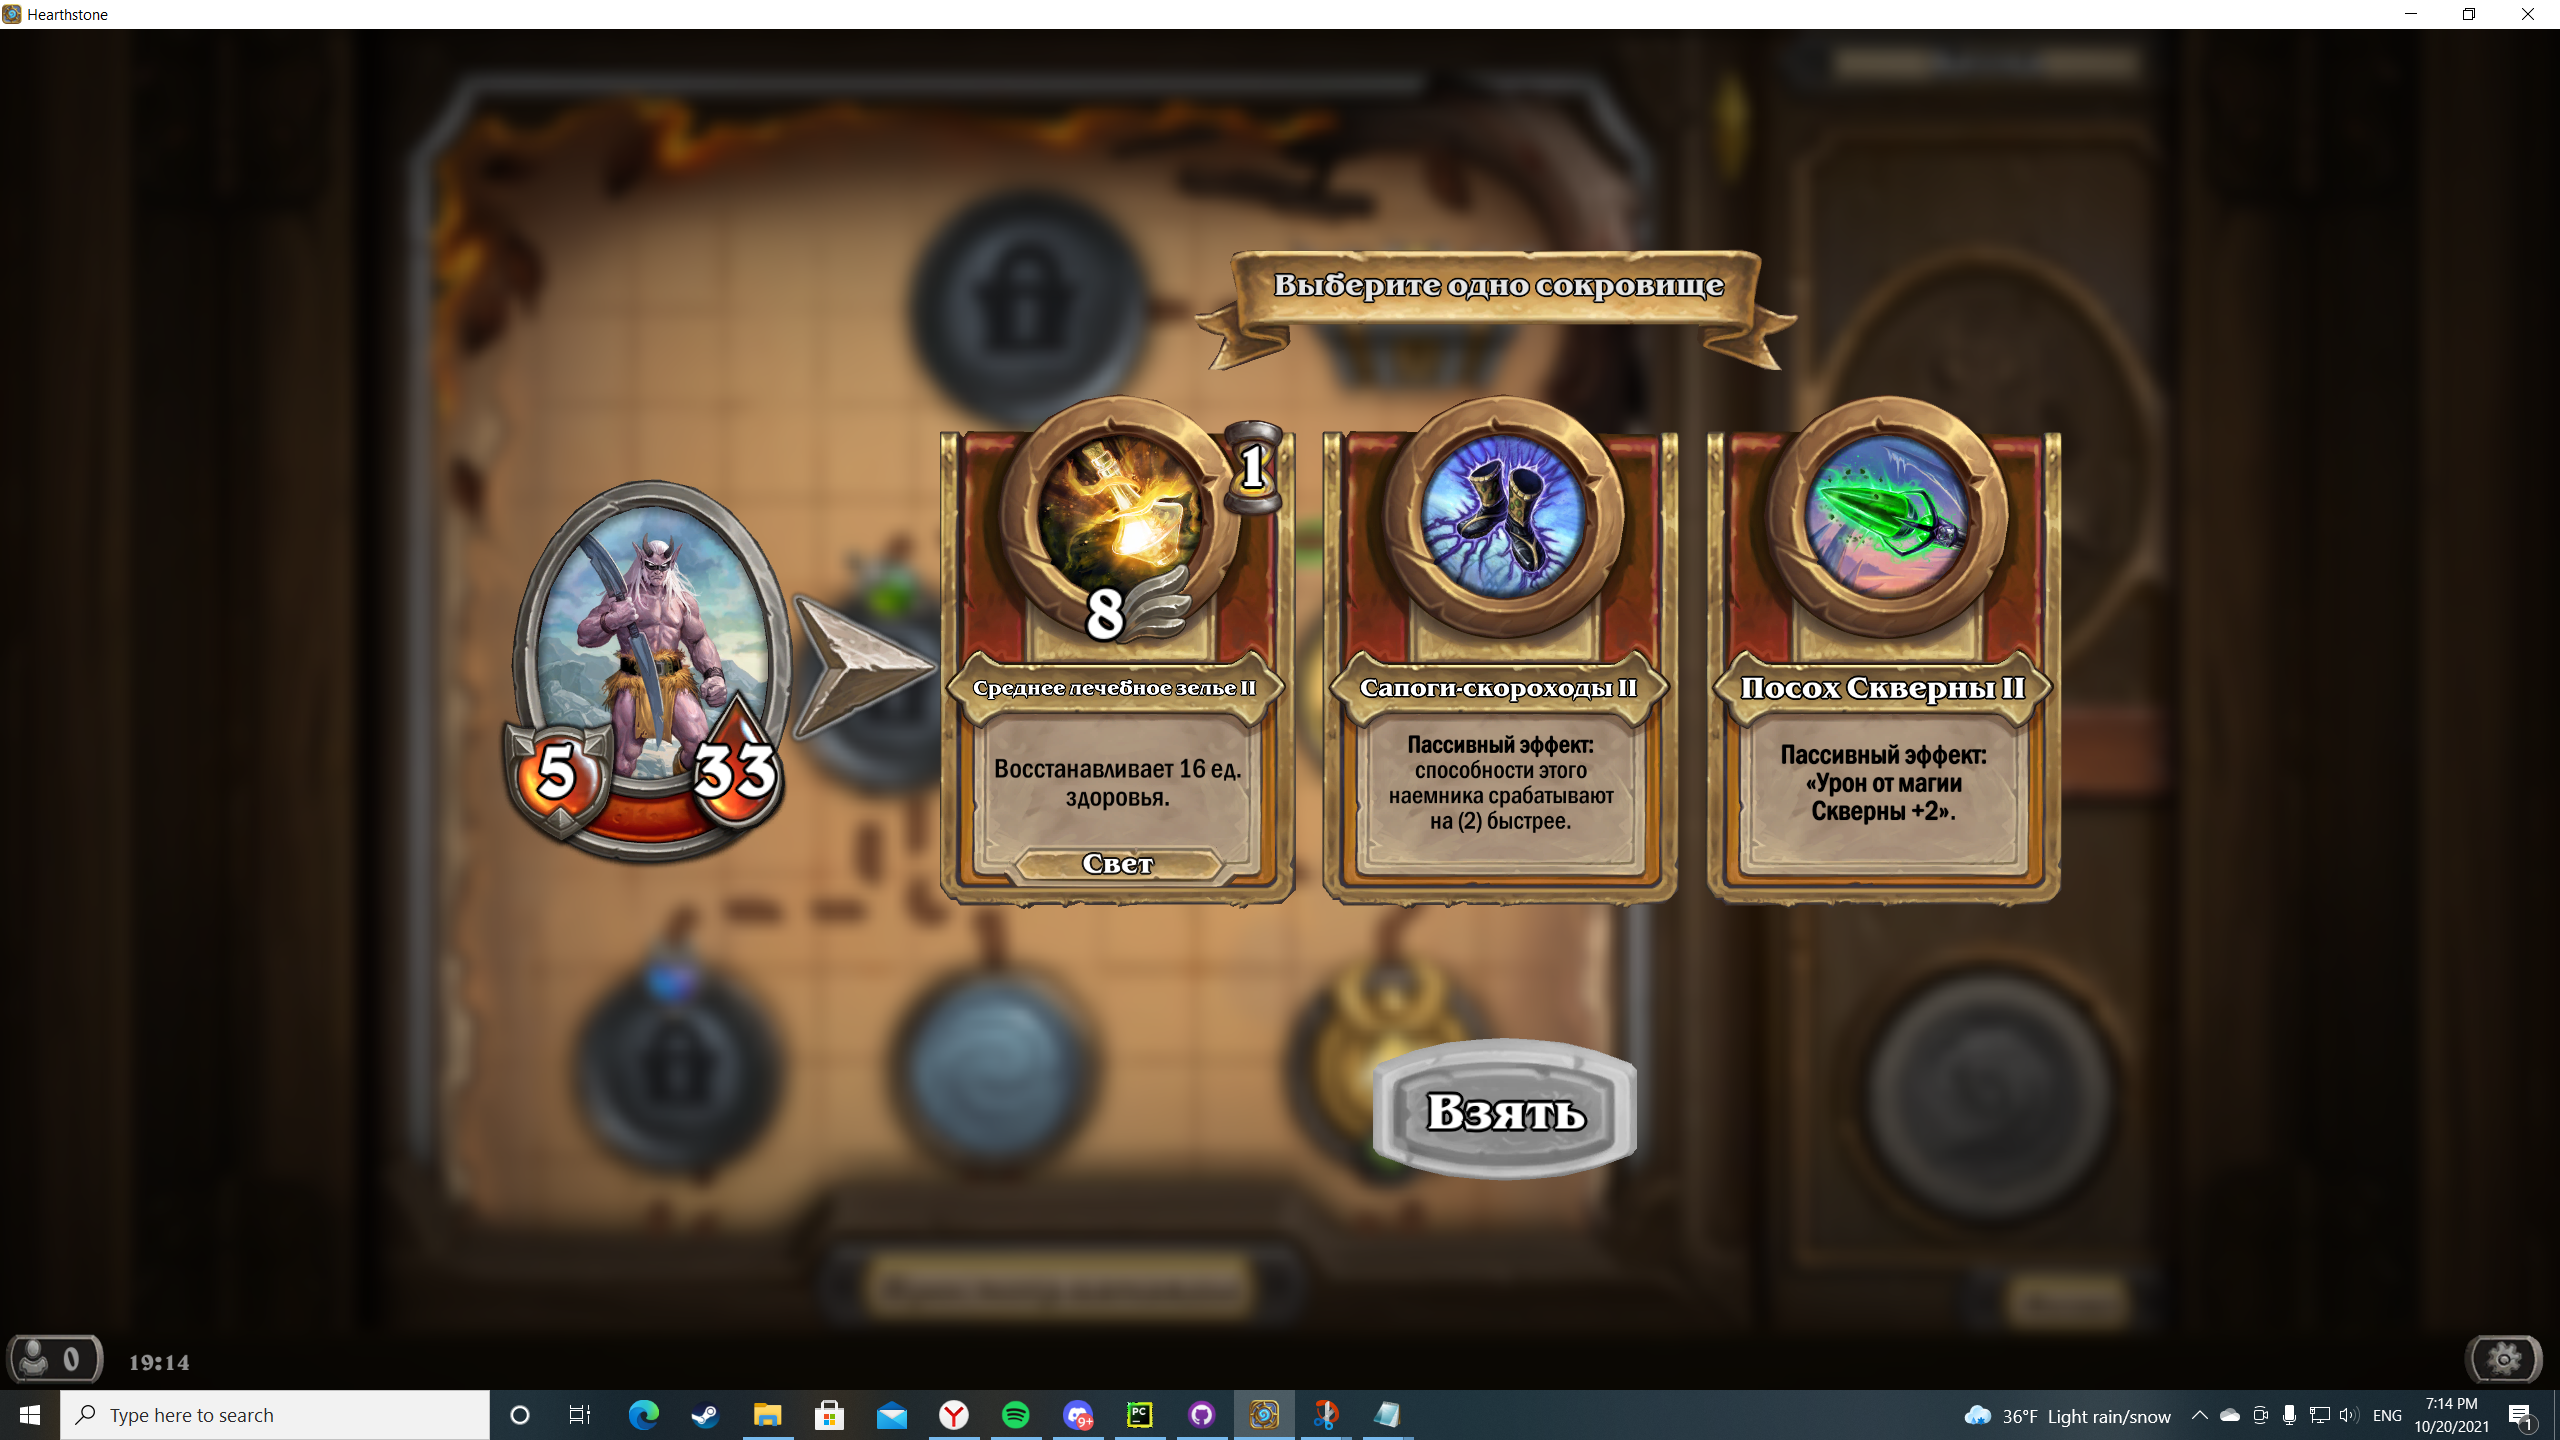 Hearthstone
Выберите одно сокровище
1
8
Среднее лечебное зелье II
Восстанавливает 16 ед.
здоровья.
Свет
Сапоги-скороходы II
Пассивный эффект:
способности этого
наемника срабатывают
на (2) быстрее.
Посох Скверны II
Пассивный эффект:
«Урон от магии
Скверны +2».
5
33
Взять
0
19:14
Type here to search
9+
PC
36°F Light rain/snow
ENG
7:14 PM
10/20/2021
1